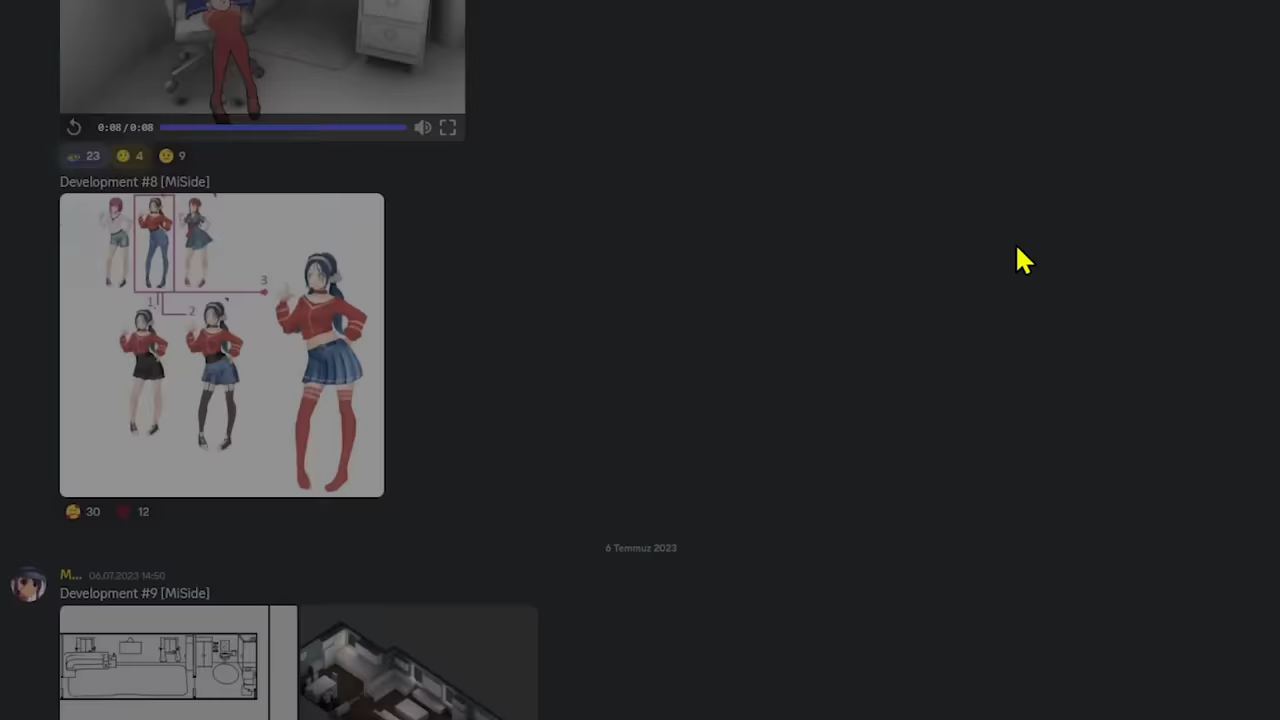 0:08/0:08
23 4 9
Development #8 [MiSide]
3
1
2
30 12
6 Temmuz 2023
M... 06.07.2023 14:50
Development #9 [MiSide]